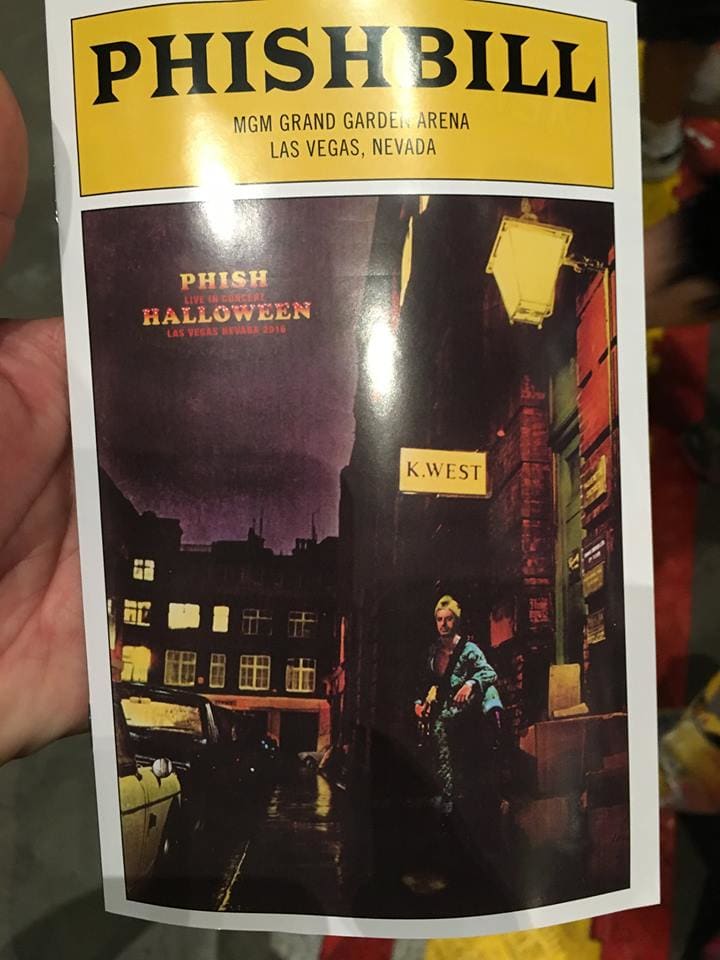 PHISHBILL
MGM GRAND GARDEN ARENA
LAS VEGAS, NEVADA
PHISH
LIVE IN CONCERT
HALLOWEEN
LAS VEGAS NEVADA 2016
K.WEST